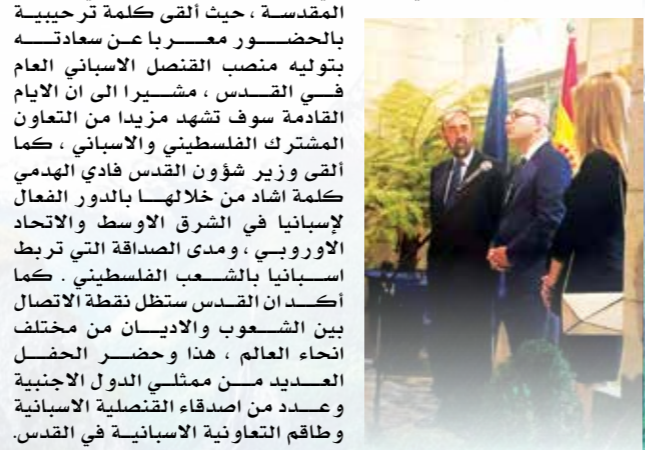 المقدسة ، حيث ألقى كلمة ترحيبية
بالحضور معربا عن سعادته
بتوليه منصب القنصل الاسباني العام
في القدس ، مشيرا الى ان الايام
القادمة سوف تشهد مزيدا من التعاون
المشترك الفلسطيني والاسباني ، كما
ألقى وزير شؤون القدس فادي الهدمي
كلمة اشاد من خلالها بالدور الفعال
لإسبانيا في الشرق الاوسط والاتحاد
الاوروبي ، ومدى الصداقة التي تربط
اسبانيا بالشعب الفلسطيني . كما
أكد ان القدس ستظل نقطة الاتصال
بين الشعوب والاديان من مختلف
انحاء العالم ، هذا وحضر الحفل
العديد من ممثلي الدول الاجنبية
وعدد من اصدقاء القنصلية الاسبانية
وطاقم التعاونية الاسبانية في القدس.